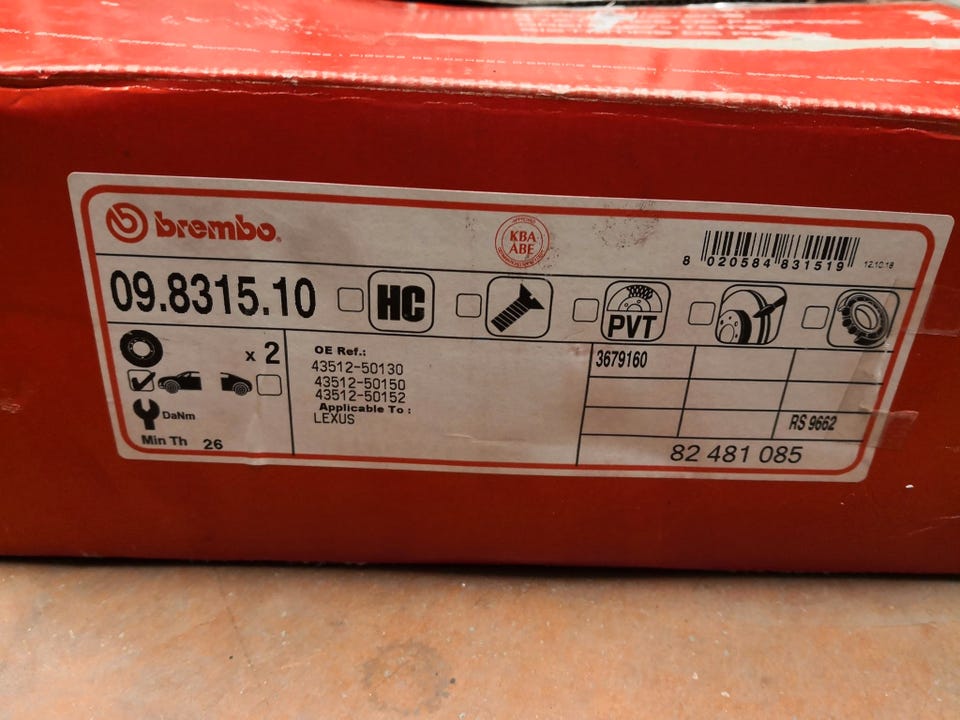 brembo
KBA
ABE
8 020584 831519
12.10.18
09.8315.10
HC
PVT
x 2
OE Ref.:
43512-50130
43512-50150
43512-50152
Applicable To :
LEXUS
DaNm
Min Th 26
3679160
RS 9662
82 481 085